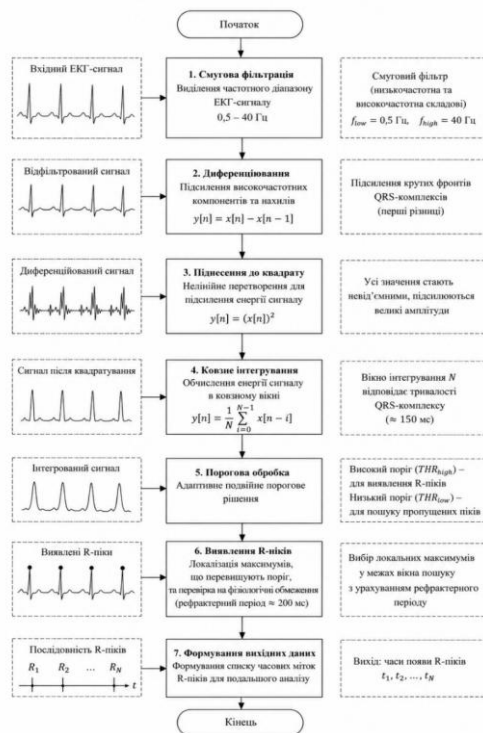 Початок
Вхідний ЕКГ-сигнал
1. Смугова фільтрація
Виділення частотного діапазону
ЕКГ-сигналу
0,5 – 40 Гц
Смуговий фільтр
(низькочастотна та
високочастотна складові)
f_low = 0,5 Гц, f_high = 40 Гц
Відфільтрований сигнал
2. Диференціювання
Підсилення високочастотних
компонентів та нахилів
y[n] = x[n] − x[n − 1]
Підсилення крутих фронтів
QRS-комплексів
(перші різниці)
Диференційований сигнал
3. Піднесення до квадрату
Нелінійне перетворення для
підсилення енергії сигналу
y[n] = (x[n])²
Усі значення стають
невід’ємними, підсилюються
великі амплітуди
Сигнал після квадратування
4. Ковзне інтегрування
Обчислення енергії сигналу
в ковзному вікні
y[n] = 1/N ∑_{i=0}^{N−1} x[n − i]
Вікно інтегрування N
відповідає тривалості
QRS-комплексу
(≈ 150 мс)
Інтегрований сигнал
5. Порогова обробка
Адаптивне подвійне порогове
рішення
Високий поріг (THR_high) –
для виявлення R-піків
Низький поріг (THR_low) –
для пошуку пропущених піків
Виявлені R-піки
6. Виявлення R-піків
Локалізація максимумів,
що перевищують поріг,
та перевірка на фізіологічні обмеження
(рефрактерний період ≈ 200 мс)
Вибір локальних максимумів
у межах вікна пошуку
з урахуванням рефрактерного
періоду
Послідовність R-піків
R₁ R₂ ... R_N
t
7. Формування вихідних даних
Формування списку часових міток
R-піків для подальшого аналізу
Вихід: часи появи R-піків
t₁, t₂, ..., t_N
Кінець